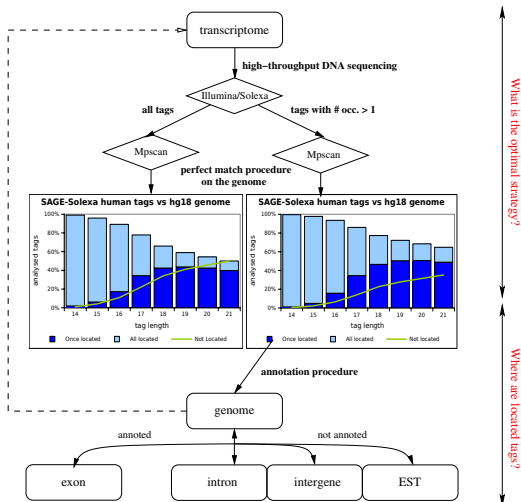 transcriptome
high-throughput DNA sequencing
Illumina/Solexa
all tags
tags with # occ. > 1
Mpscan
Mpscan
perfect match procedure
on the genome
SAGE-Solexa human tags vs hg18 genome
100%
80%
60%
40%
20%
0%
analysed tags
14 15 16 17 18 19 20 21
tag length
Once located All located Not Located
SAGE-Solexa human tags vs hg18 genome
100%
80%
60%
40%
20%
0%
analysed tags
14 15 16 17 18 19 20 21
tag length
Once located All located Not Located
annotation procedure
genome
annoted
not annoted
exon
intron
intergene
EST
What is the optimal strategy?
Where are located tags?